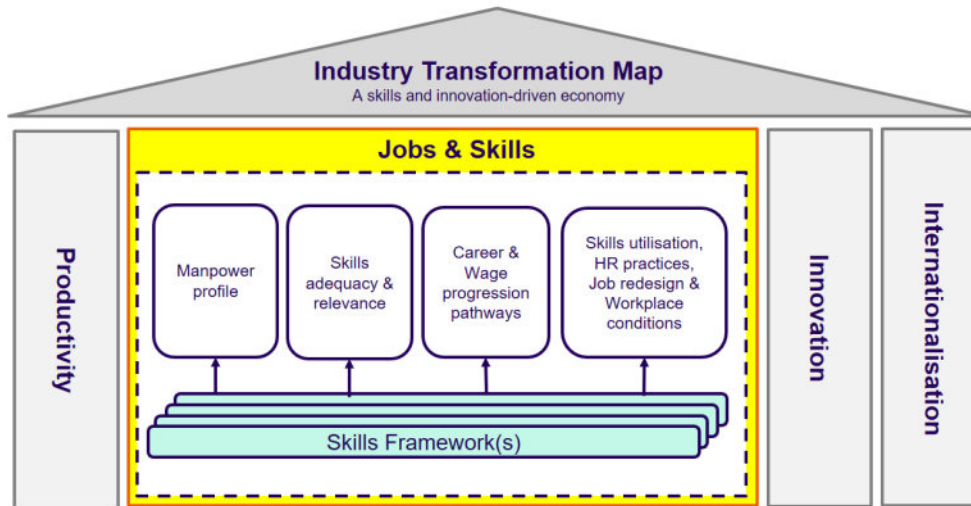 Industry Transformation Map
A skills and innovation-driven economy
Productivity
Jobs & Skills
Manpower
profile
Skills
adequacy &
relevance
Career &
Wage
progression
pathways
Skills utilisation,
HR practices,
Job redesign &
Workplace
conditions
Skills Framework(s)
Innovation
Internationalisation